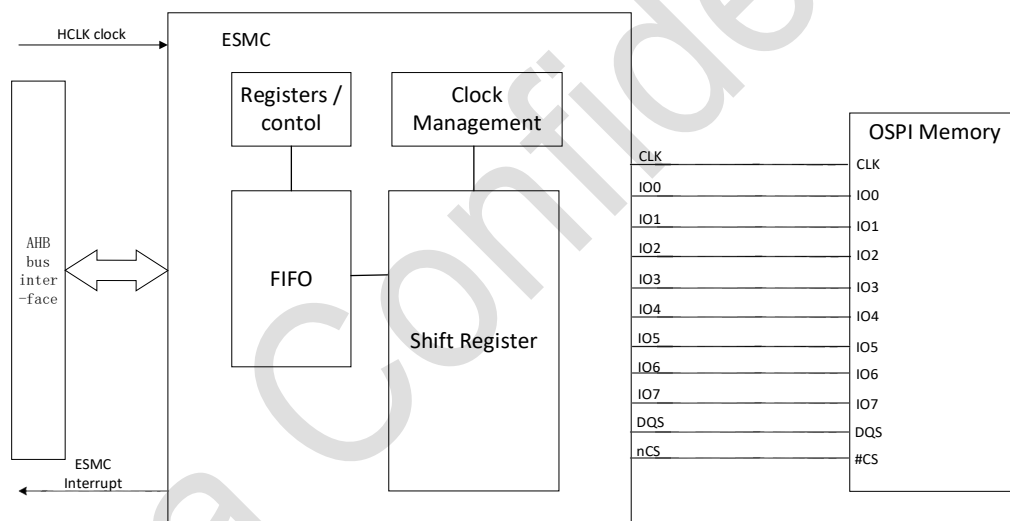 HCLK clock
ESMC
Registers /
contol
Clock
Management
OSPI Memory
CLK
CLK
IO0
IO0
IO1
IO1
IO2
IO2
IO3
IO3
IO4
IO4
IO5
IO5
IO6
IO6
IO7
IO7
DQS
DQS
nCS
#CS
AHB
bus
inter
-face
FIFO
Shift Register
ESMC
Interrupt
a Confide